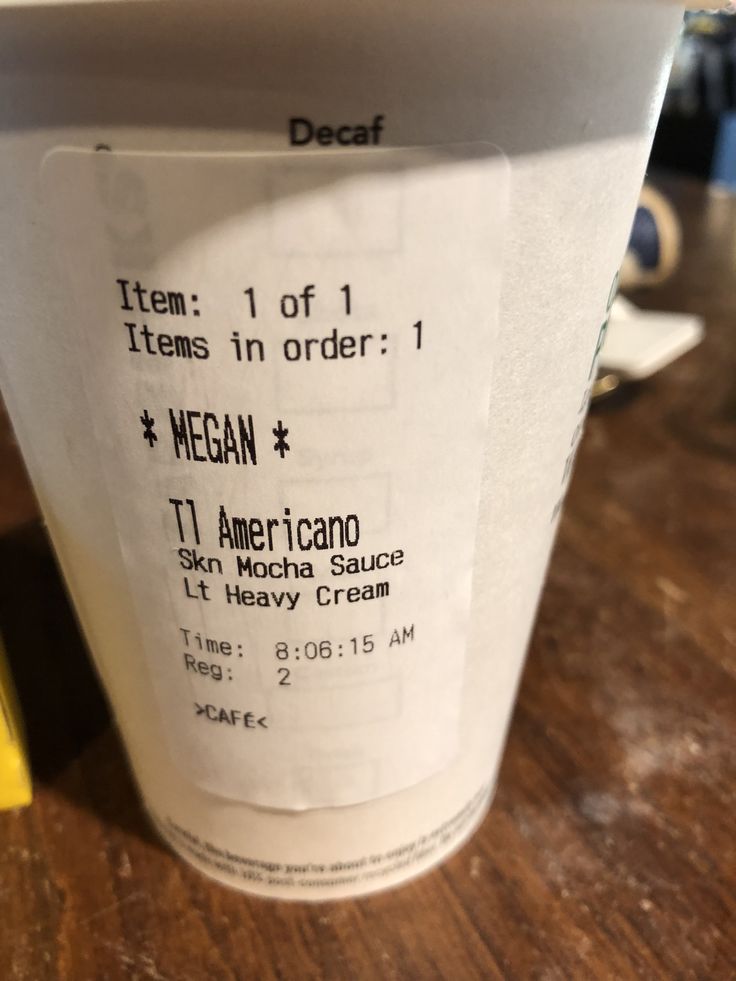 Decaf
Item: 1 of 1
Items in order: 1
* MEGAN *
Tl Americano
Skn Mocha Sauce
Lt Heavy Cream
Time: 8:06:15 AM
Reg: 2
>CAFÉ<